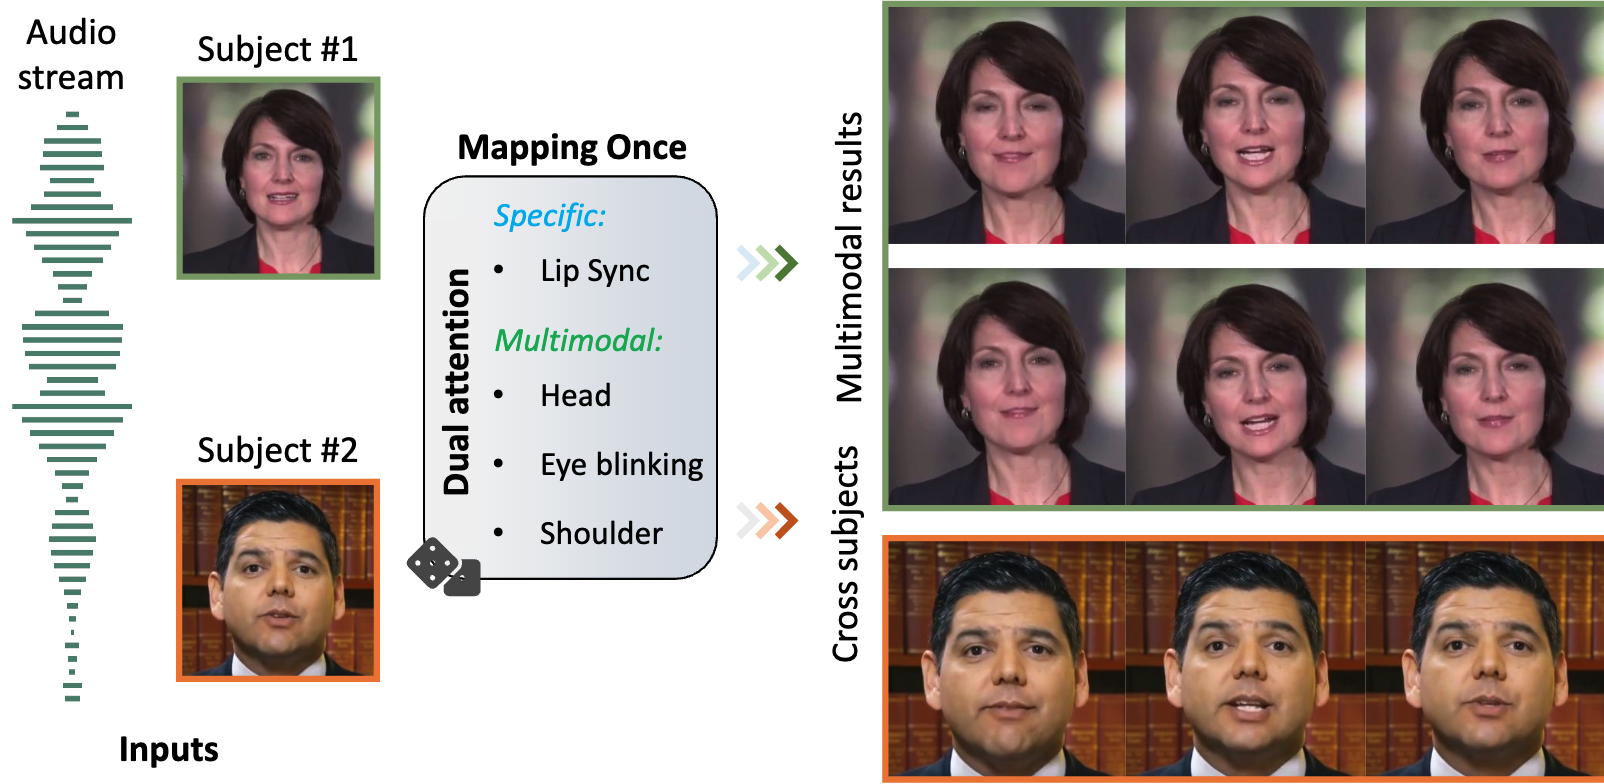 Audio
stream
Subject #1
Subject #2
Inputs
Mapping Once
Dual attention
Specific:
• Lip Sync
Multimodal:
• Head
• Eye blinking
• Shoulder
Multimodal results
Cross subjects